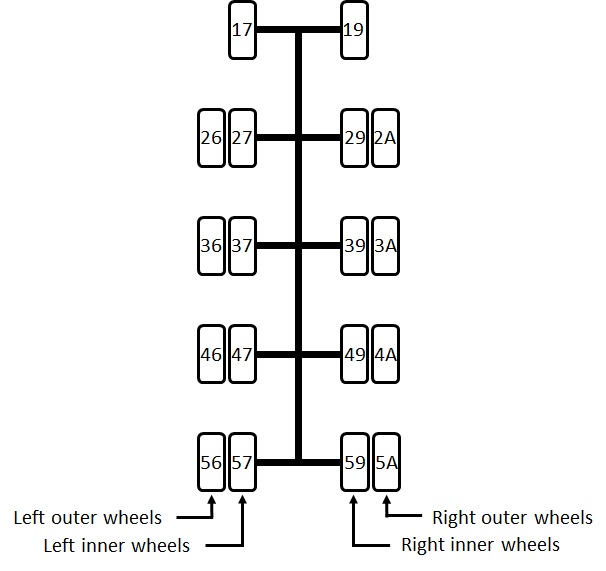 17 19
26 27 29 2A
36 37 39 3A
46 47 49 4A
56 57 59 5A
Left outer wheels
Right outer wheels
Left inner wheels
Right inner wheels